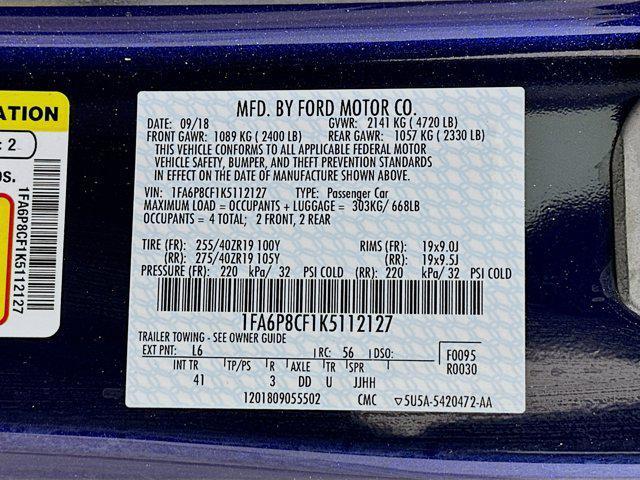 MFD. BY FORD MOTOR CO.
DATE: 09/18 GVWR: 2141 KG ( 4720 LB)
FRONT GAWR: 1089 KG ( 2400 LB) REAR GAWR: 1057 KG ( 2330 LB)
THIS VEHICLE CONFORMS TO ALL APPLICABLE FEDERAL MOTOR
VEHICLE SAFETY, BUMPER, AND THEFT PREVENTION STANDARDS
IN EFFECT ON THE DATE OF MANUFACTURE SHOWN ABOVE.
VIN: 1FA6P8CF1K5112127 TYPE: Passenger Car
MAXIMUM LOAD = OCCUPANTS + LUGGAGE = 303KG/ 668LB
OCCUPANTS = 4 TOTAL; 2 FRONT, 2 REAR
TIRE (FR): 255/40ZR19 100Y RIMS (FR): 19x9.0J
(RR): 275/40ZR19 105Y (RR): 19x9.5J
PRESSURE (FR): 220 kPa/ 32 PSI COLD (RR): 220 kPa/ 32 PSI COLD
1FA6P8CF1K5112127
TRAILER TOWING - SEE OWNER GUIDE
EXT PNT: L6 RC: 56 DSO: F0095
INT TR TP/PS R AXLE TR SPR R0030
41 3 DD U JJHH
1201809055502 CMC ▽5U5A-5420472-AA
ATION
: 2
os.
1FA6P8CF1K5112127